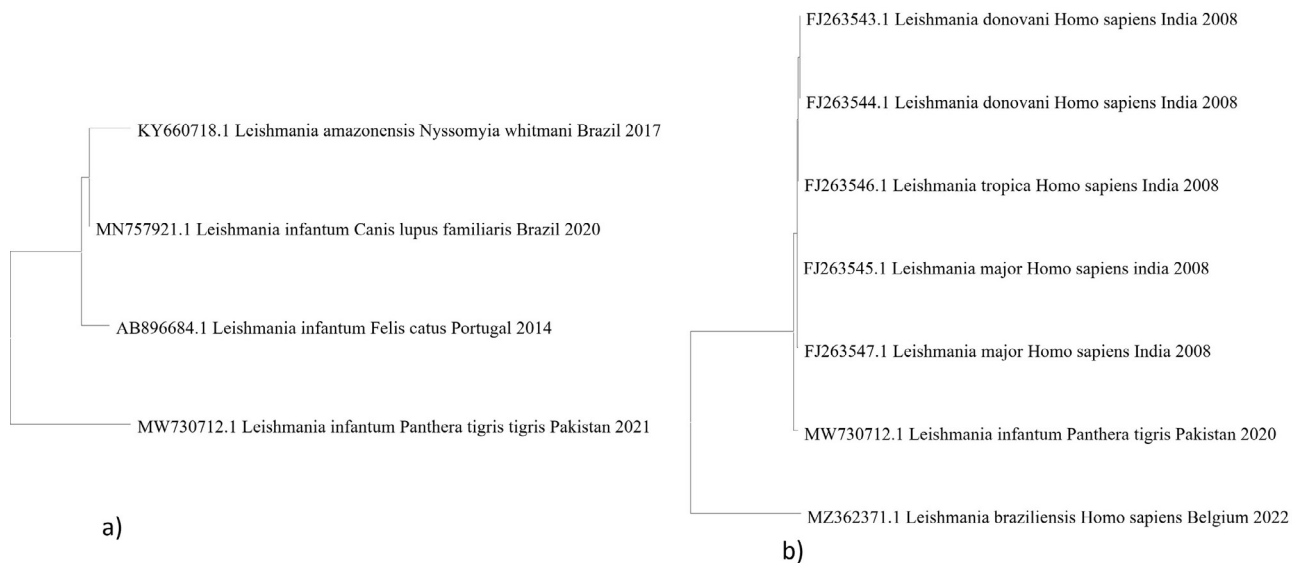 KY660718.1 Leishmania amazonensis Nyssomyia whitmani Brazil 2017
MN757921.1 Leishmania infantum Canis lupus familiaris Brazil 2020
AB896684.1 Leishmania infantum Felis catus Portugal 2014
MW730712.1 Leishmania infantum Panthera tigris tigris Pakistan 2021
a)
FJ263543.1 Leishmania donovani Homo sapiens India 2008
FJ263544.1 Leishmania donovani Homo sapiens India 2008
FJ263546.1 Leishmania tropica Homo sapiens India 2008
FJ263545.1 Leishmania major Homo sapiens india 2008
FJ263547.1 Leishmania major Homo sapiens India 2008
MW730712.1 Leishmania infantum Panthera tigris Pakistan 2020
MZ362371.1 Leishmania braziliensis Homo sapiens Belgium 2022
b)